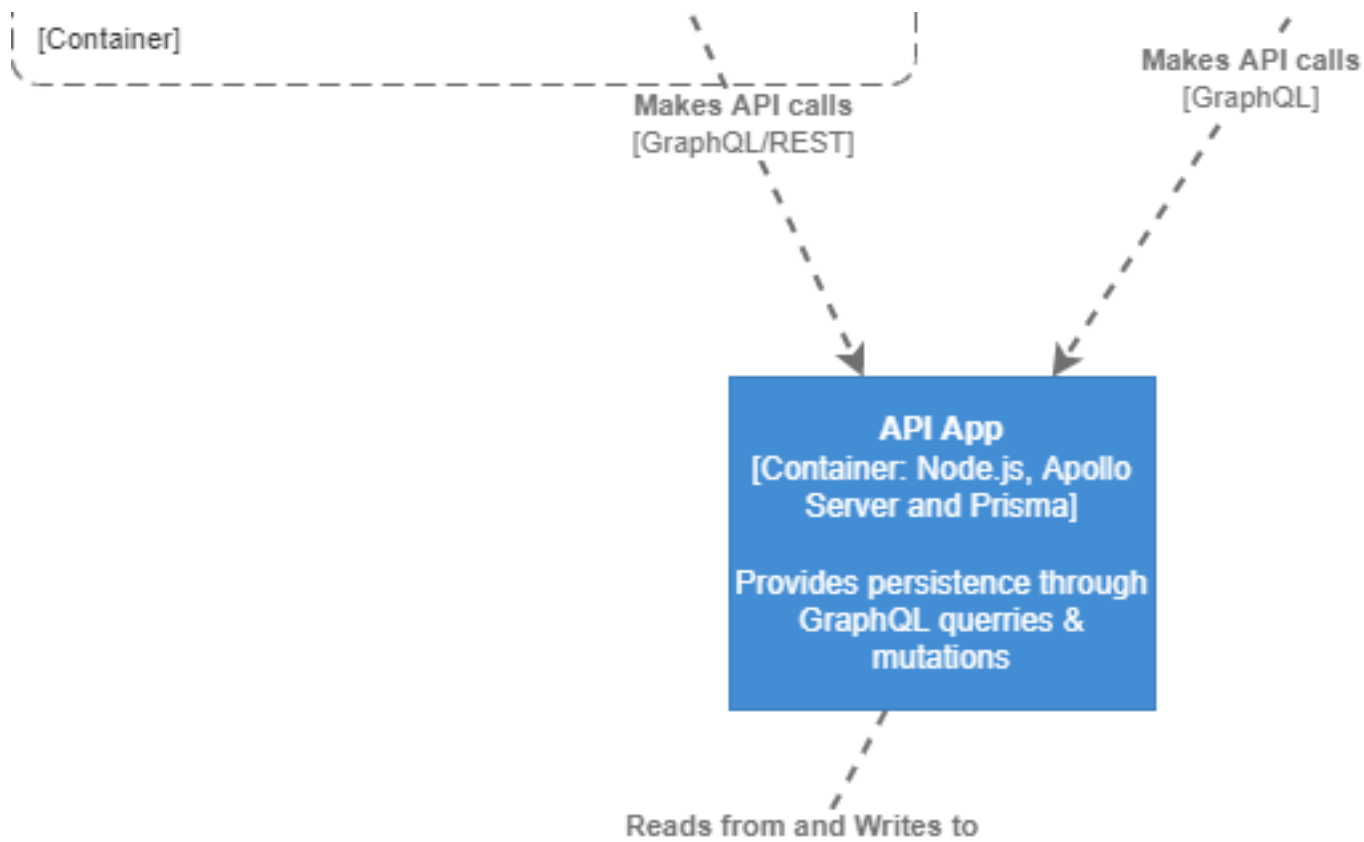 [Container]
Makes API calls
[GraphQL]
Makes API calls
[GraphQL/REST]
API App
[Container: Node.js, Apollo
Server and Prisma]
Provides persistence through
GraphQL querries &
mutations
Reads from and Writes to